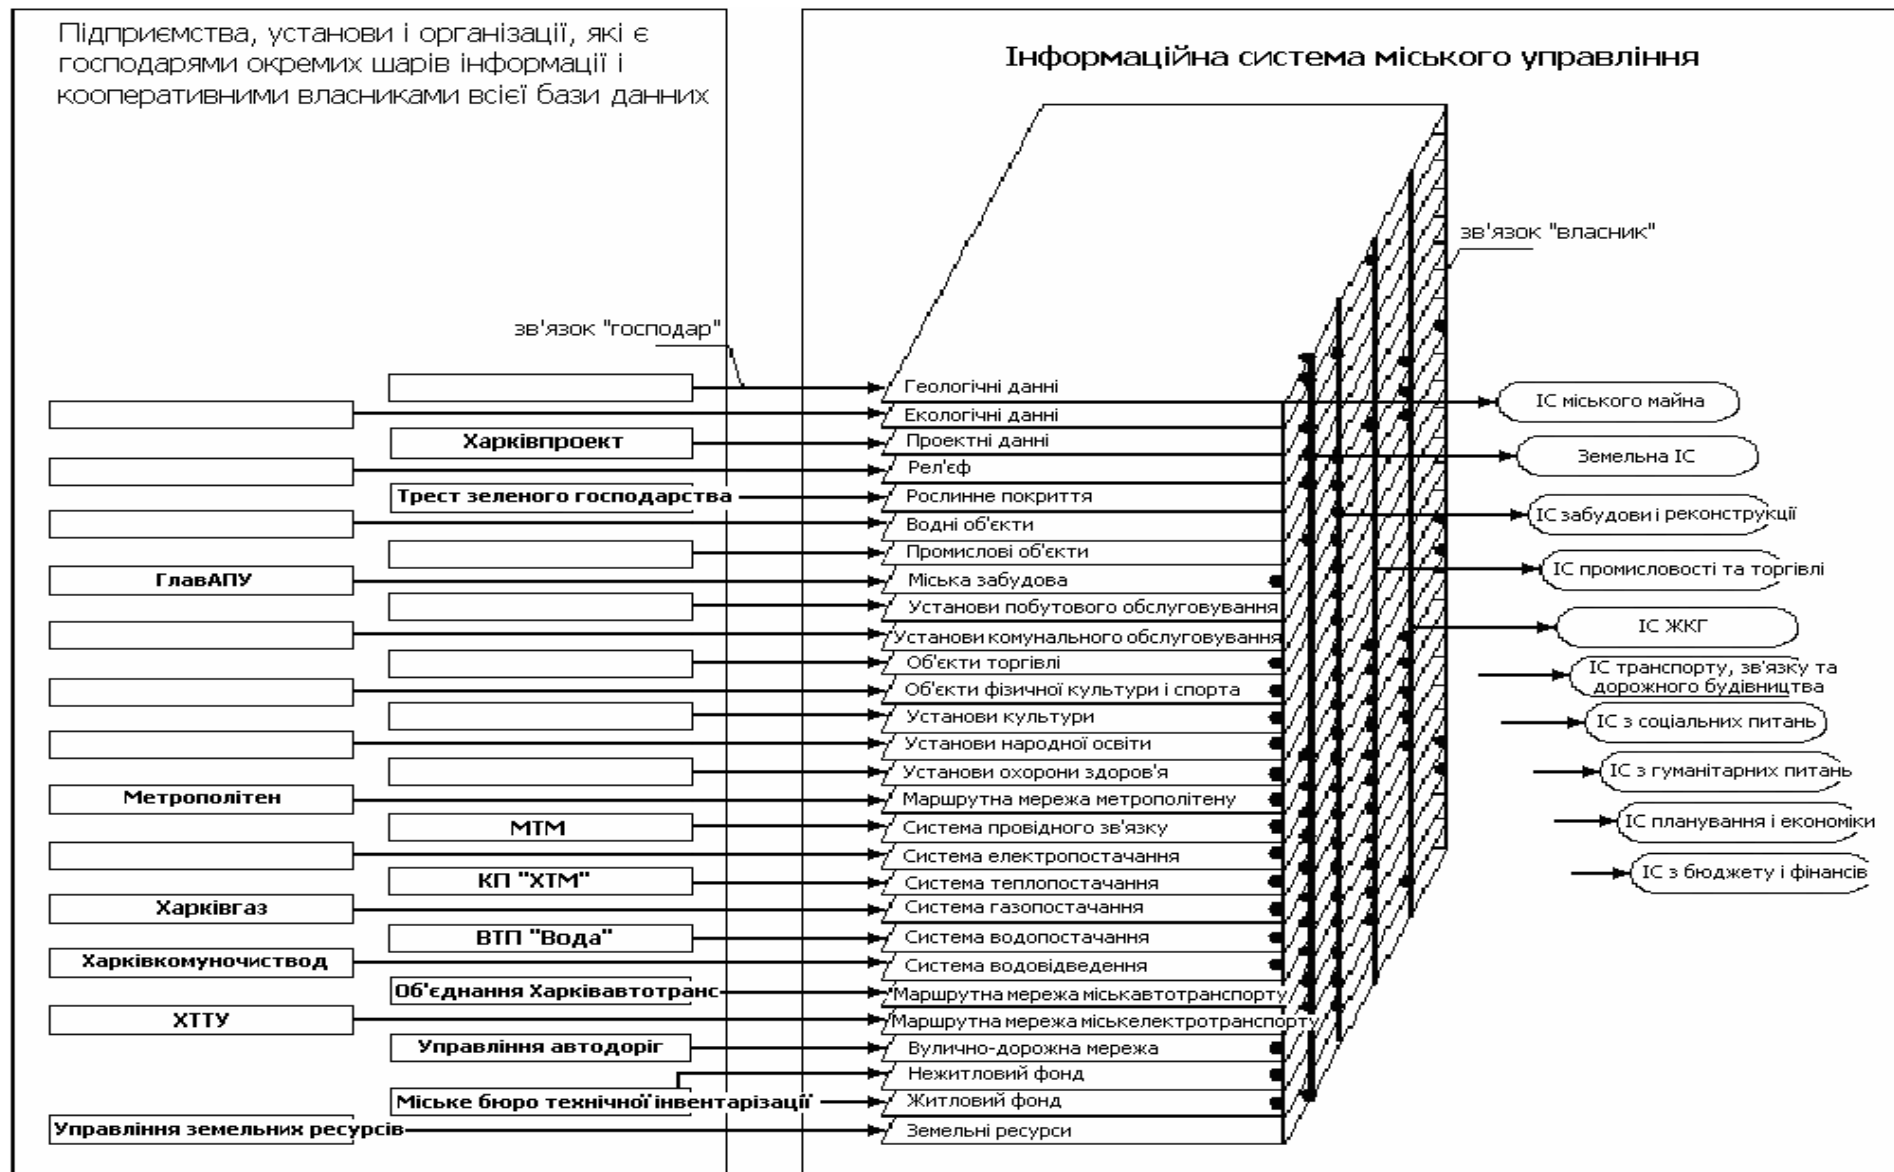 Підприємства, установи і організації, які є
господарями окремих шарів інформації і
кооперативними власниками всієї бази данних
Інформаційна система міського управління
зв'язок "власник"
зв'язок "господар"
Геологічні данні
Екологічні данні
Харківпроект
Проектні данні
Рел'єф
Трест зеленого господарства
Рослинне покриття
Водні об'єкти
Промислові об'єкти
ГлавАПУ
Міська забудова
Установи побутового обслуговування
Установи комунального обслуговування
Об'єкти торгівлі
Об'єкти фізичної культури і спорта
Установи культури
Установи народної освіти
Установи охорони здоров'я
Метрополітен
Маршрутна мережа метрополітену
МТМ
Система провідного зв'язку
Система електропостачання
КП "ХТМ"
Система теплопостачання
Харківгаз
Система газопостачання
ВТП "Вода"
Система водопостачання
Харківкомуночиствод
Система водовідведення
Об'єднання Харківавтотранс
Маршрутна мережа міськавтотранспорту
ХТТУ
Маршрутна мережа міськелектротранспорту
Управління автодоріг
Вулично-дорожна мережа
Нежитловий фонд
Міське бюро технічної інвентарізації
Житловий фонд
Управління земельних ресурсів
Земельні ресурси
ІС міського майна
Земельна ІС
ІС забудови і реконструкції
ІС промисловості та торгівлі
ІС ЖКГ
ІС транспорту, зв'язку та
дорожного будівництва
ІС з соціальних питань
ІС з гуманітарних питань
ІС планування і економіки
ІС з бюджету і фінансів